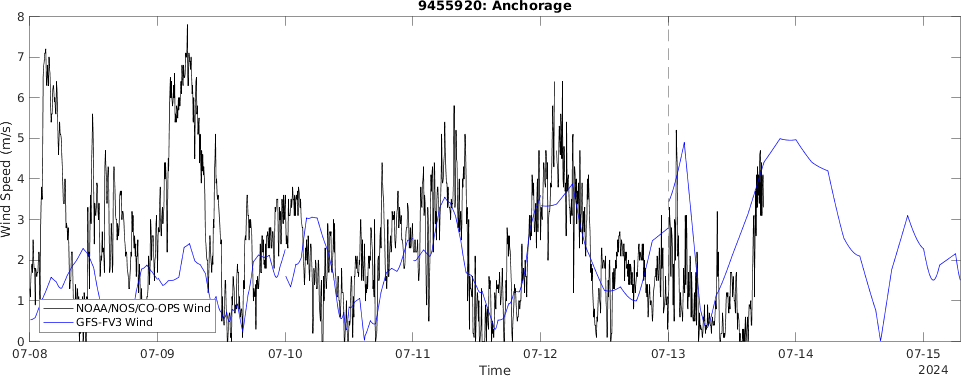 9455920: Anchorage
8
7
6
5
4
3
2
1
0
Wind Speed (m/s)
NOAA/NOS/CO-OPS Wind
GFS-FV3 Wind
07-08 07-09 07-10 07-11 07-12 07-13 07-14 07-15
Time
2024